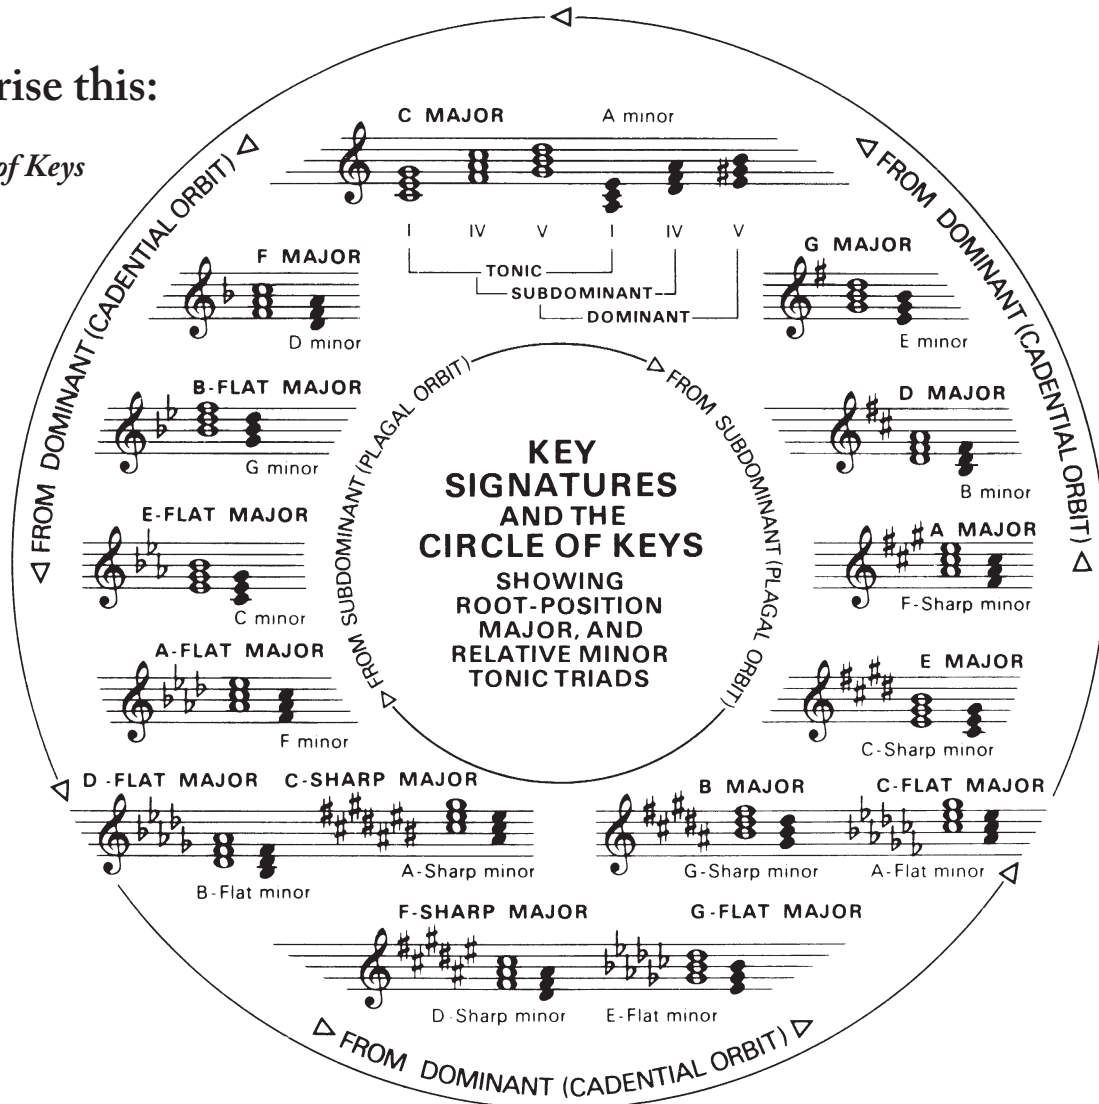 rise this:
of Keys
C MAJOR A minor
I IV V I IV V
TONIC
SUBDOMINANT
DOMINANT
F MAJOR
D minor
G MAJOR
E minor
B-FLAT MAJOR
G minor
D MAJOR
B minor
E-FLAT MAJOR
C minor
A MAJOR
F-Sharp minor
A-FLAT MAJOR
F minor
E MAJOR
C-Sharp minor
D-FLAT MAJOR C-SHARP MAJOR
B-Flat minor A-Sharp minor
B MAJOR C-FLAT MAJOR
G-Sharp minor A-Flat minor
F-SHARP MAJOR G-FLAT MAJOR
D-Sharp minor E-Flat minor
KEY
SIGNATURES
AND THE
CIRCLE OF KEYS
SHOWING
ROOT-POSITION
MAJOR, AND
RELATIVE MINOR
TONIC TRIADS
FROM SUBDOMINANT (PLAGAL ORBIT)
FROM SUBDOMINANT (PLAGAL ORBIT)
FROM DOMINANT (CADENTIAL ORBIT)
FROM DOMINANT (CADENTIAL ORBIT)
FROM DOMINANT (CADENTIAL ORBIT)